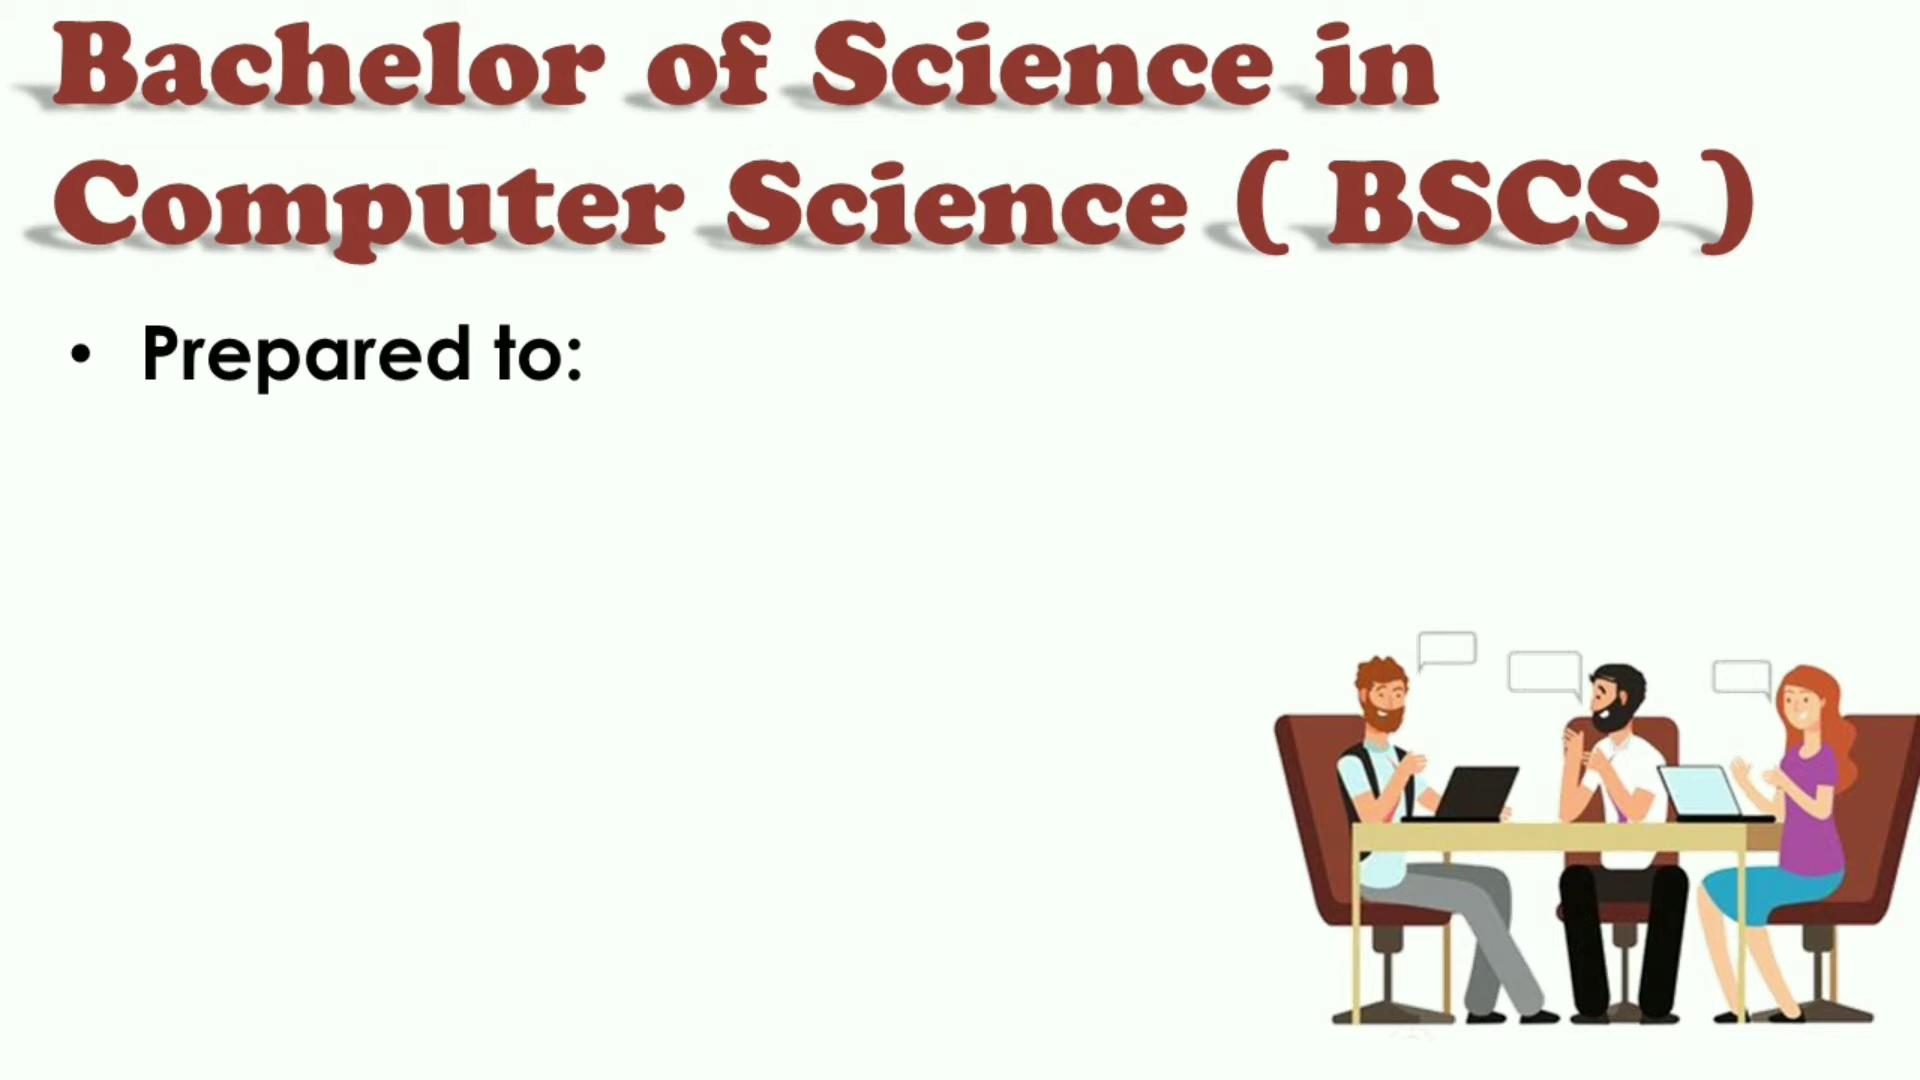 Bachelor of Science in
Computer Science ( BSCS )
• Prepared to: